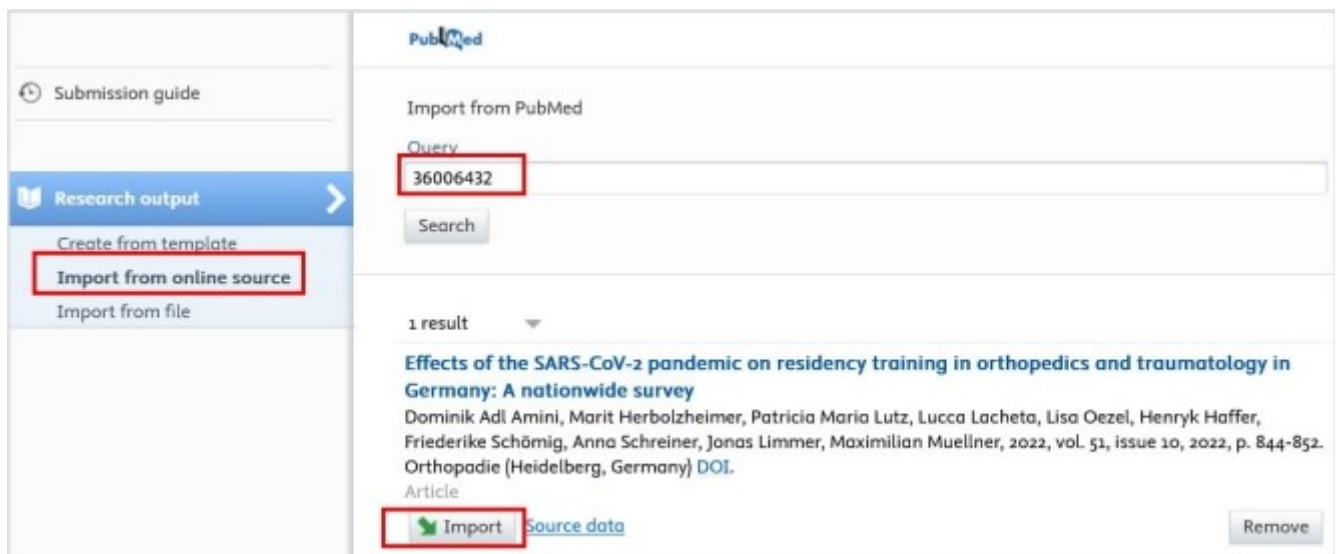 PubMed
Submission guide
Import from PubMed
Query
36006432
Search
Research output
Create from template
Import from online source
Import from file
1 result
Effects of the SARS-CoV-2 pandemic on residency training in orthopedics and traumatology in
Germany: A nationwide survey
Dominik Adl Amini, Marit Herbolzheimer, Patricia Maria Lutz, Lucca Lacheta, Lisa Oezel, Henryk Haffer,
Friederike Schömig, Anna Schreiner, Jonas Limmer, Maximilian Muellner, 2022, vol. 51, issue 10, 2022, p. 844-852.
Orthopadie (Heidelberg, Germany) DOI.
Article
Import Source data Remove